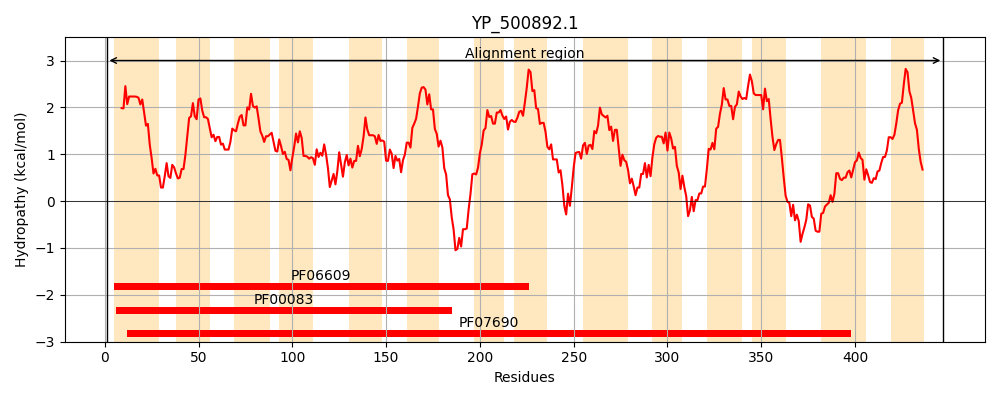 YP_500892.1
Hydropathy (kcal/mol)
3
2
1
0
−1
−2
−3
Alignment region
PF06609
PF00083
PF07690
0 50 100 150 200 250 300 350 400
Residues